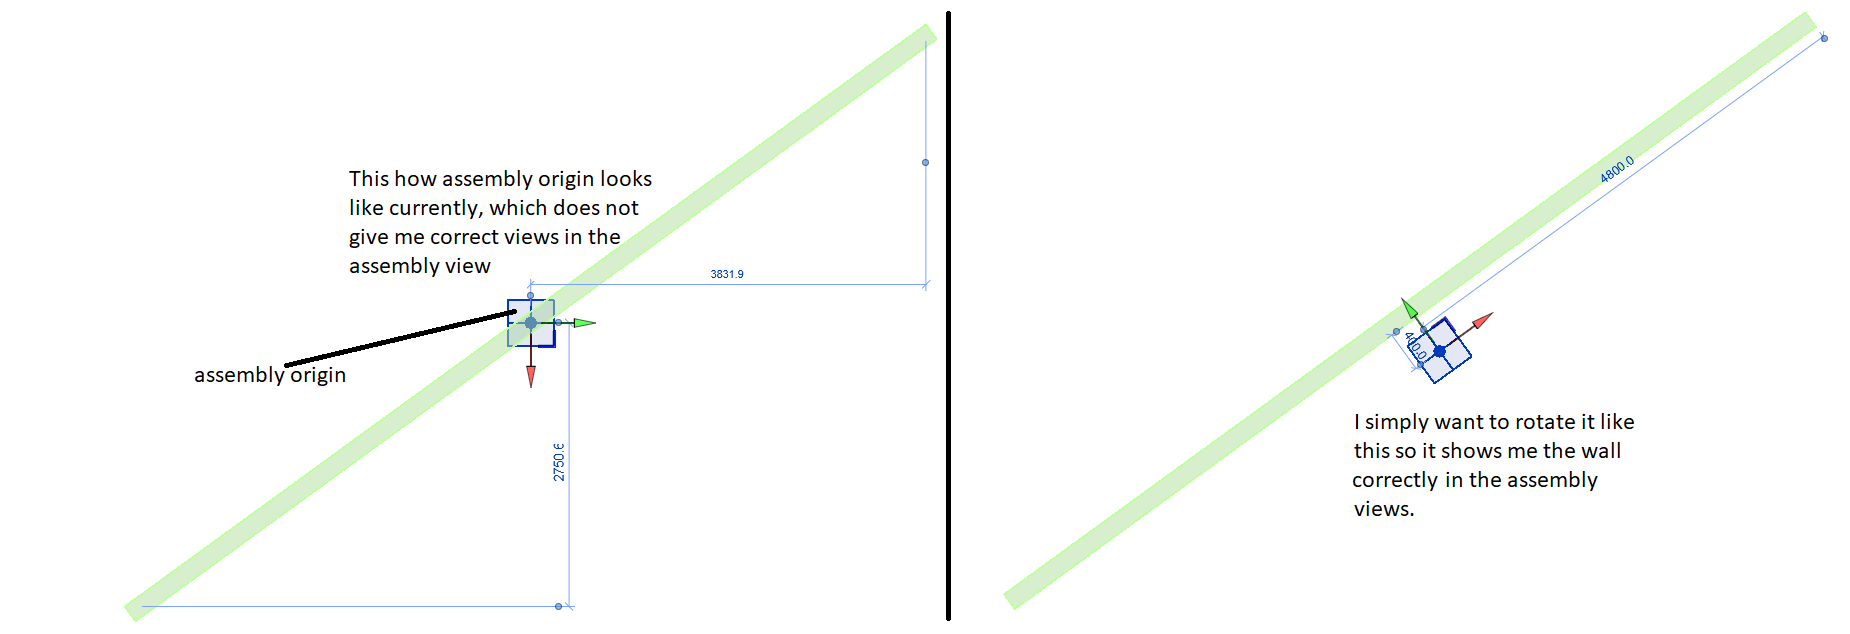 This how assembly origin looks
like currently, which does not
give me correct views in the
assembly view
3831.9
assembly origin
2750.6
4800.0
400.0
I simply want to rotate it like
this so it shows me the wall
correctly in the assembly
views.